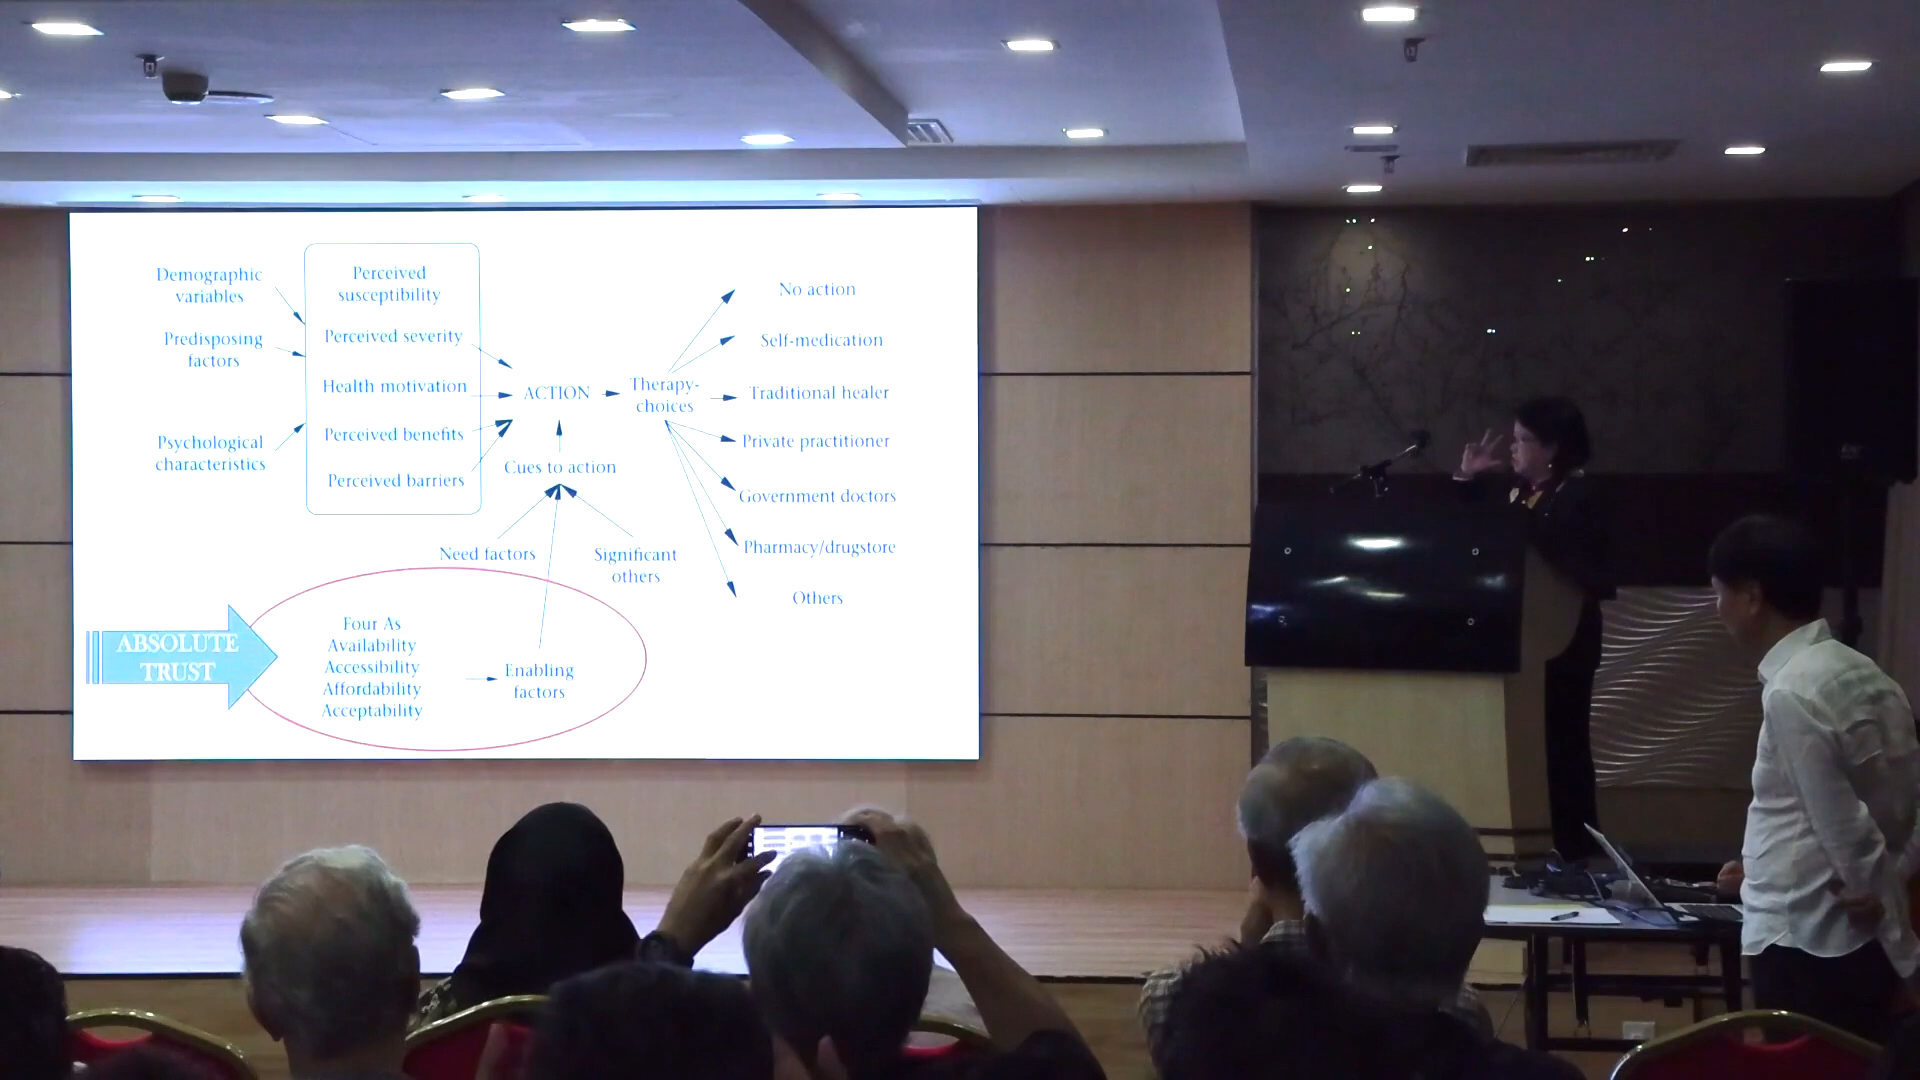 Demographic
variables
Predisposing
factors
Psychological
characteristics
Perceived
susceptibility
Perceived severity
Health motivation
Perceived benefits
Perceived barriers
ACTION
Cues to action
Need factors
Significant
others
Therapy-
choices
No action
Self-medication
Traditional healer
Private practitioner
Government doctors
Pharmacy/drugstore
Others
ABSOLUTE
TRUST
Four As
Availability
Accessibility
Affordability
Acceptability
Enabling
factors